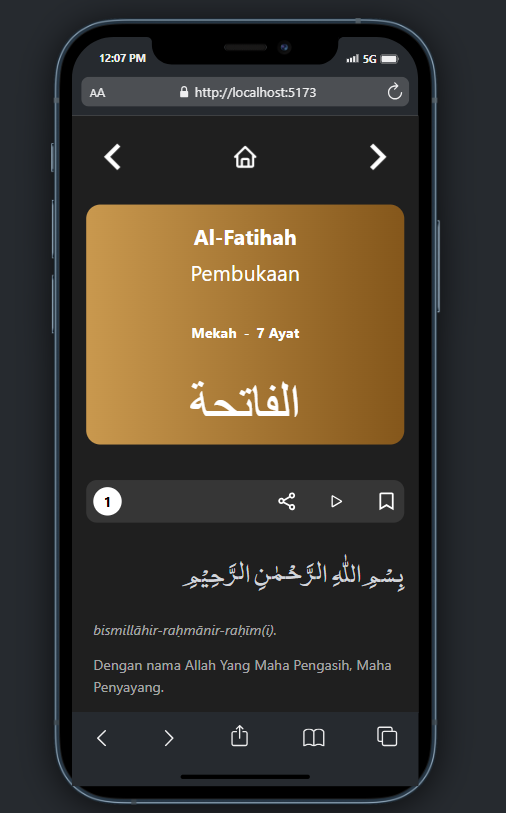 12:07 PM
5G
AA
http://localhost:5173
Al-Fatihah
Pembukaan
Mekah - 7 Ayat
الفاتحة
1
بِسْمِ اللّٰهِ الرَّحْمٰنِ الرَّحِيْمِ
bismillāhir-raḥmānir-raḥīm(i).
Dengan nama Allah Yang Maha Pengasih, Maha
Penyayang.